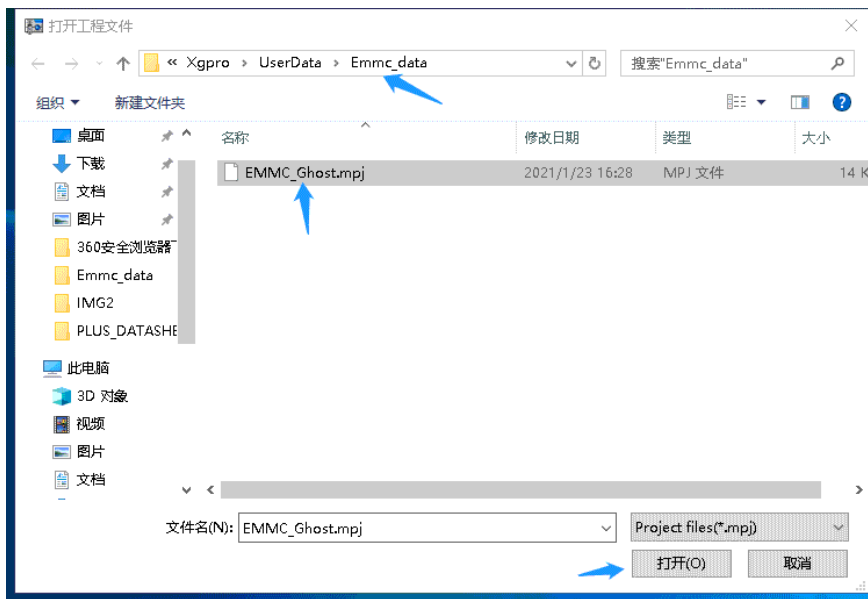 打开工程文件
« Xgpro › UserData › Emmc_data
搜索"Emmc_data"
组织
新建文件夹
名称
修改日期
类型
大小
桌面
下载
文档
图片
360安全浏览器下
Emmc_data
IMG2
PLUS_DATASHE
此电脑
3D 对象
视频
图片
文档
EMMC_Ghost.mpj
2021/1/23 16:28
MPJ 文件
14 K
文件名(N):
EMMC_Ghost.mpj
Project files(*.mpj)
打开(O)
取消